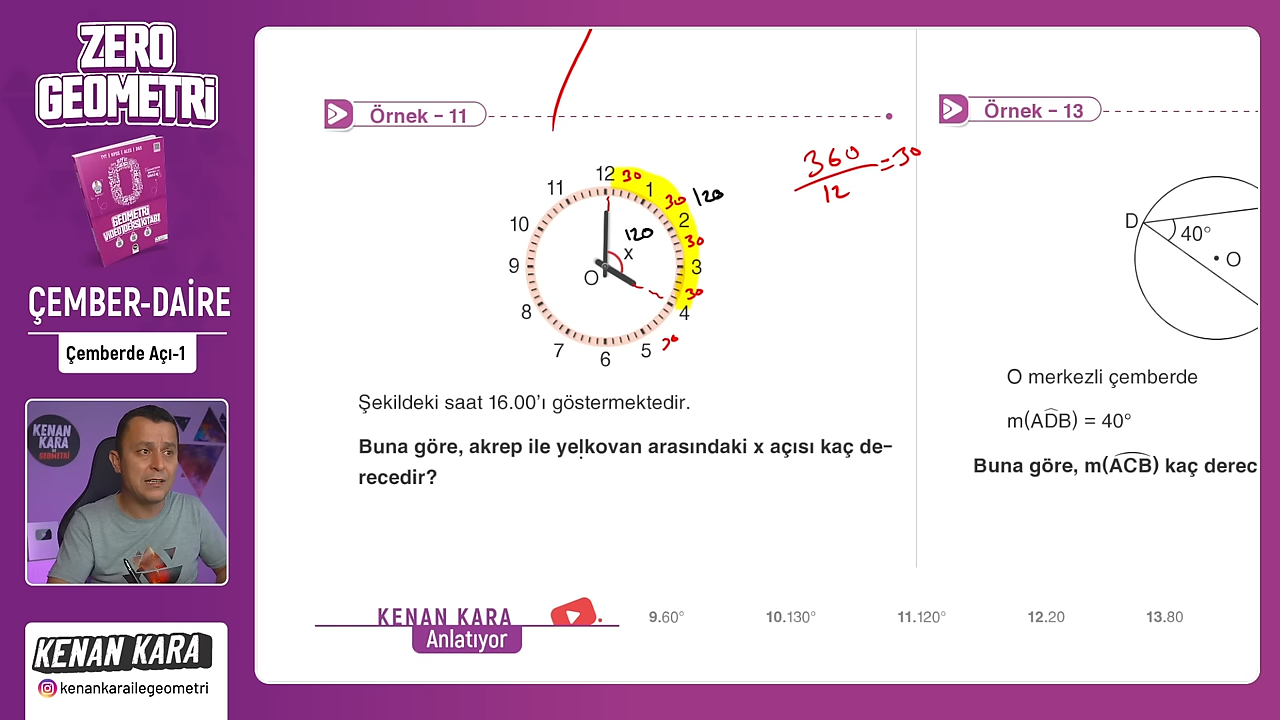 ZERO
GEOMETRİ
ÇEMBER-DAİRE
Çemberde Açı-1
KENAN
KARA
GEOMETRİ
KENAN KARA
kenankarailegeometri
Örnek – 11
12
1
2
3
4
5
6
7
8
9
10
11
30
30
30
30
30
120
120
x
O
360
12
=30
Şekildeki saat 16.00’ı göstermektedir.
Buna göre, akrep ile yelkovan arasındaki x açısı kaç de–
recedir?
Örnek – 13
D
40°
O
O merkezli çemberde
m(ADB) = 40°
Buna göre, m(ACB) kaç derec
KENAN KARA
Anlatıyor
9.60°
10.130°
11.120°
12.20
13.80